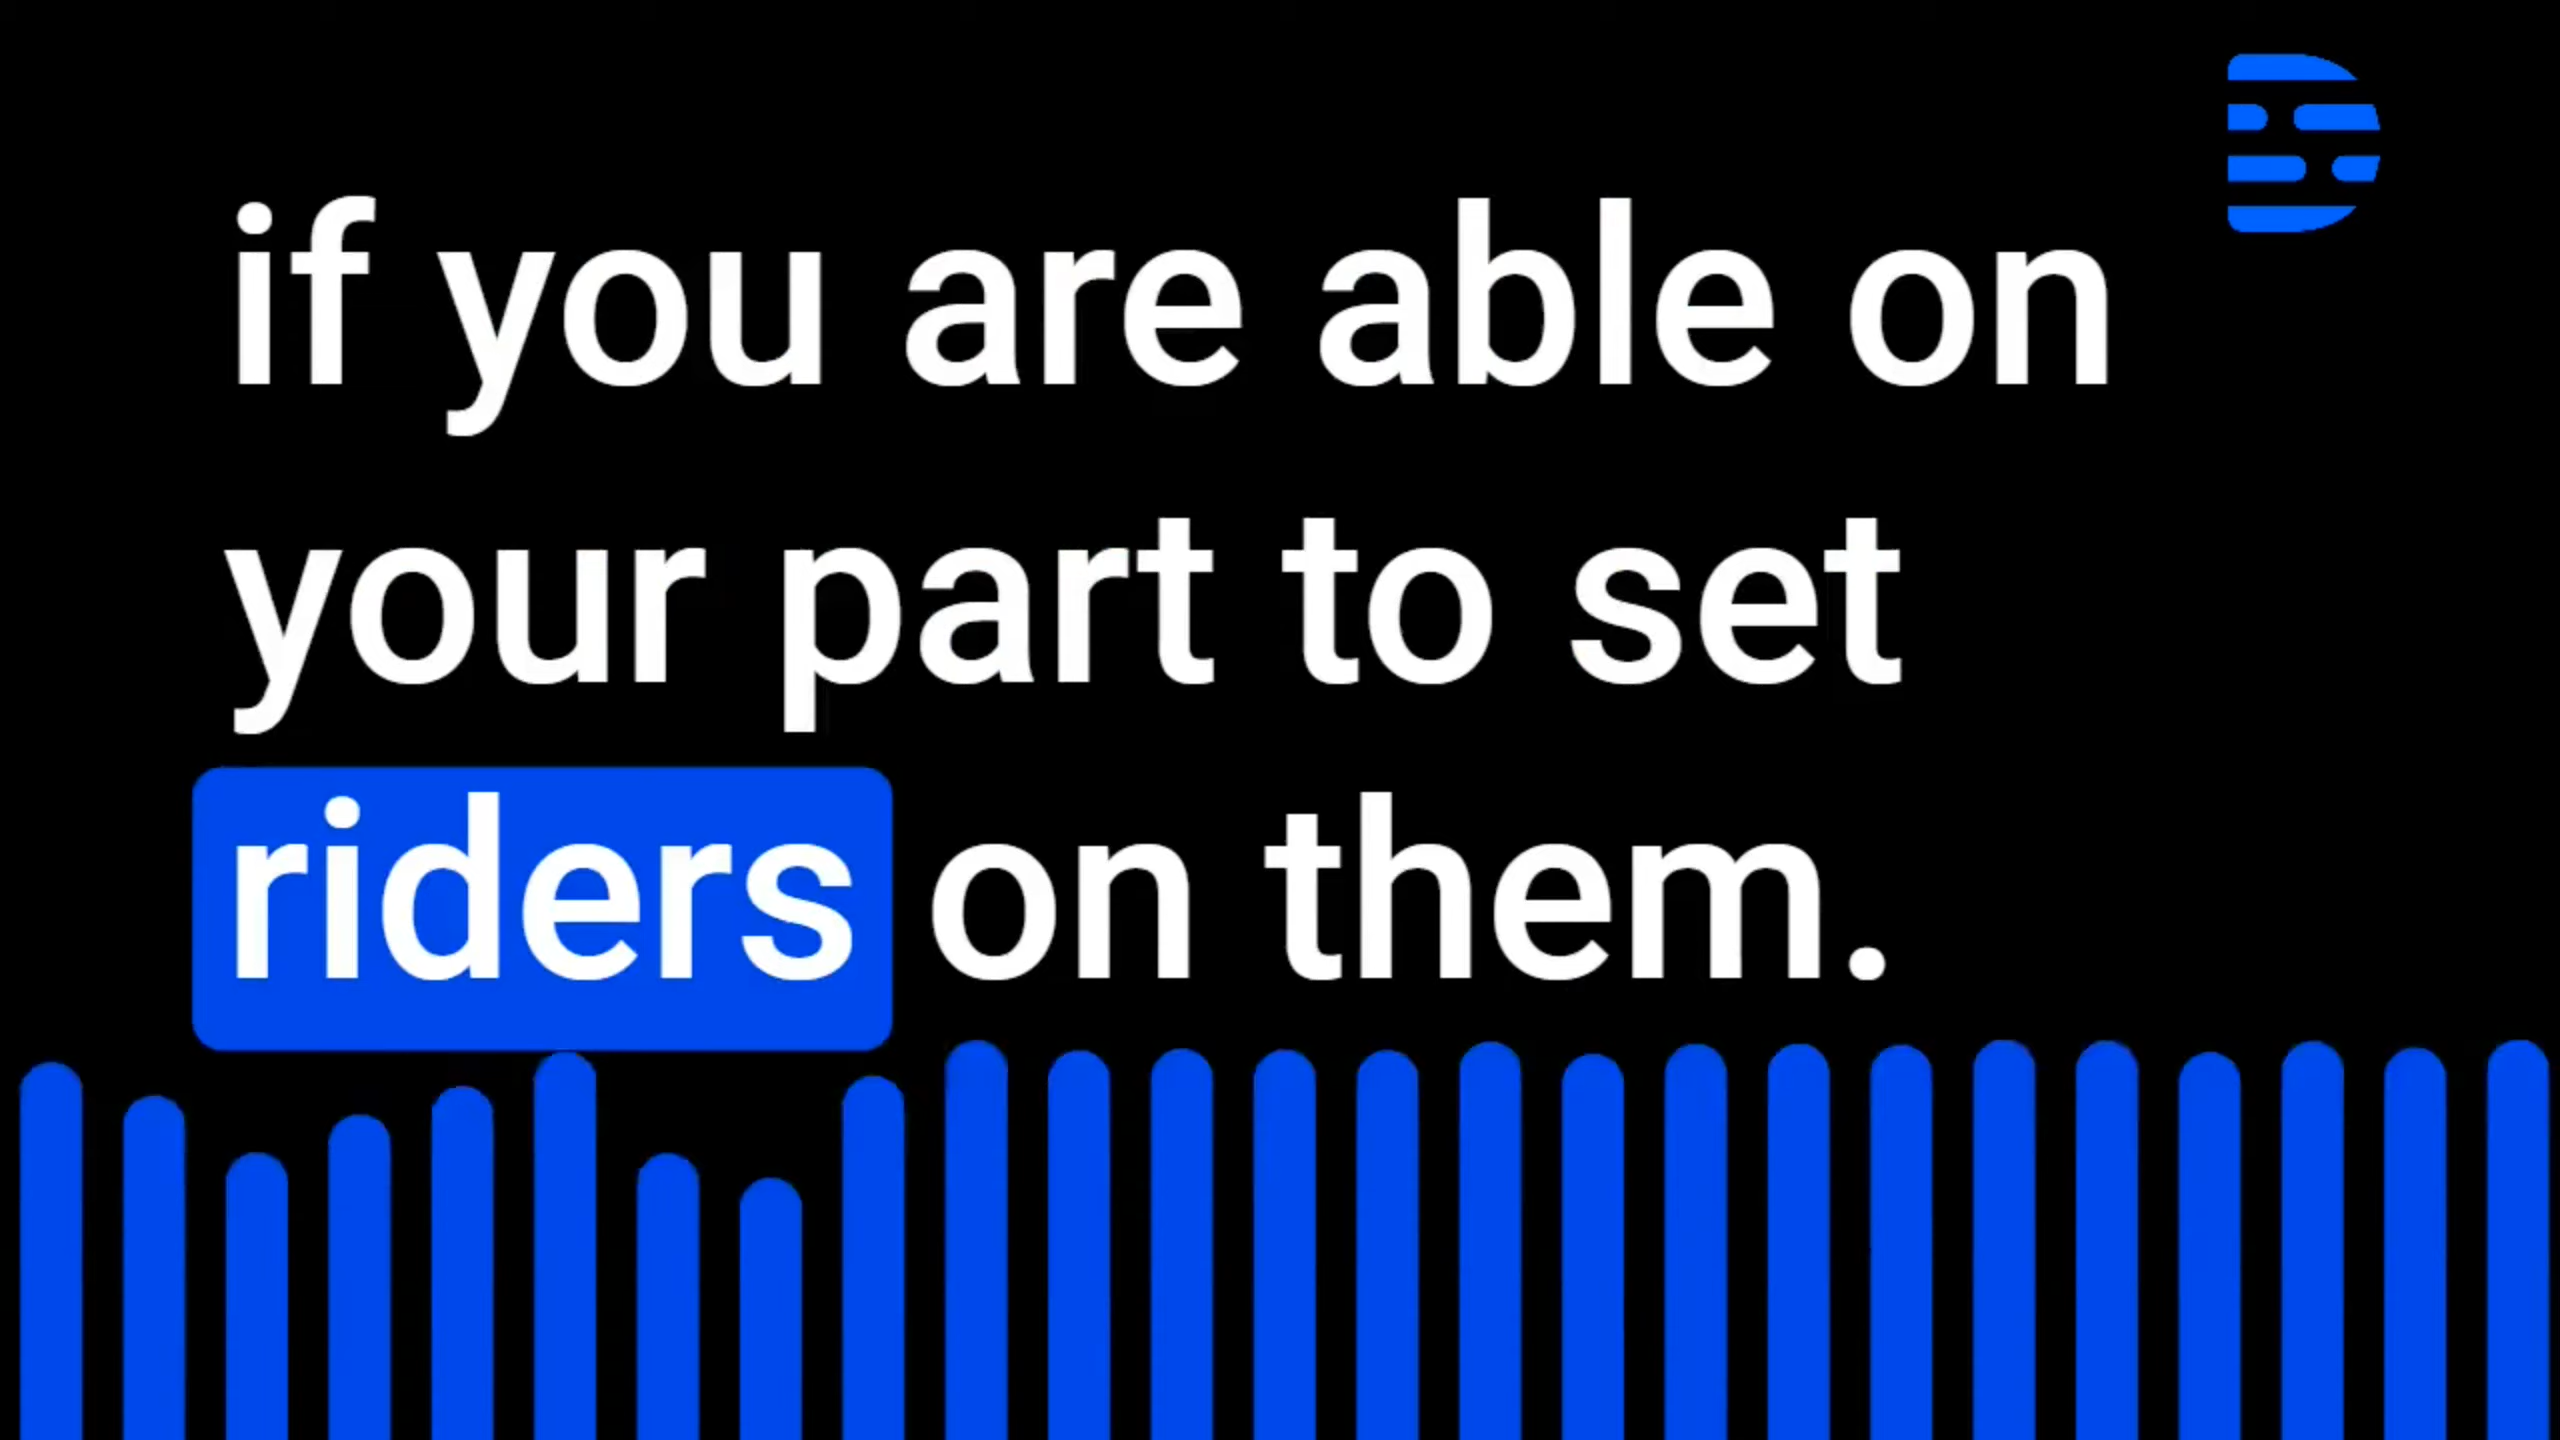 if you are able on
your part to set
riders on them.